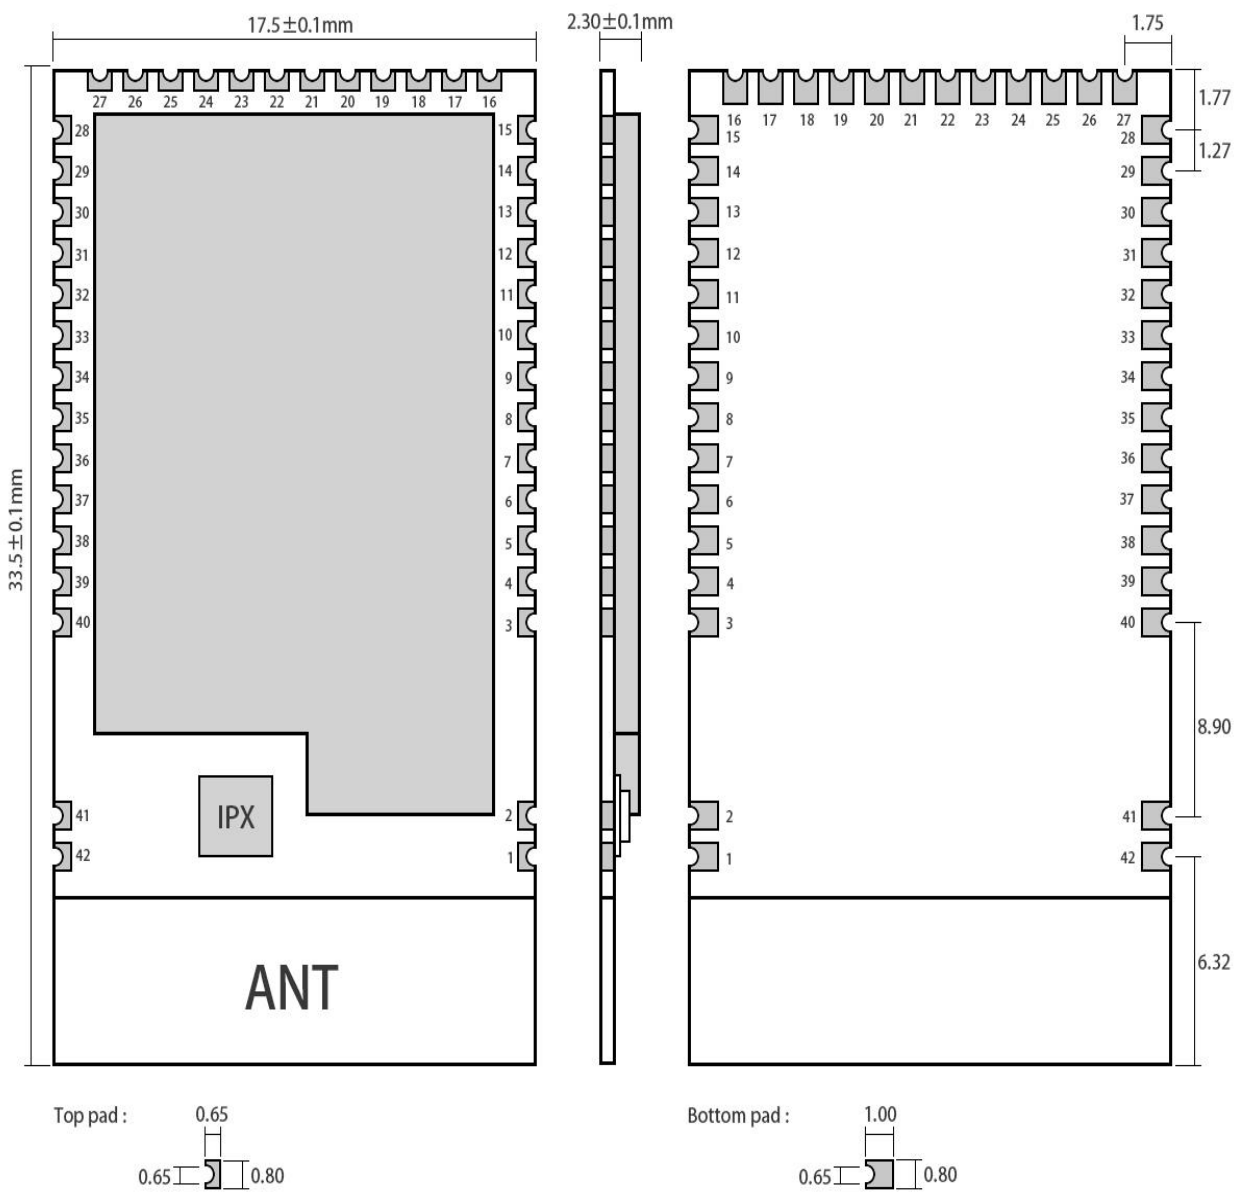 17.5±0.1mm 2.30±0.1mm 1.75
27 26 25 24 23 22 21 20 19 18 17 16
1.77
16 17 18 19 20 21 22 23 24 25 26 27
28 15 15 28
1.27
29 14 14 29
30 13 13 30
31 12 12 31
32 11 11 32
33 10 10 33
34 9 9 34
35 8 8 35
36 7 7 36
37 6 6 37
33.5±0.1mm
38 5 5 38
39 4 4 39
40 3 3 40
8.90
41 IPX 2 2 41
42 1 1 42
6.32
ANT
Top pad : 0.65 Bottom pad : 1.00
0.65 0.80 0.65 0.80